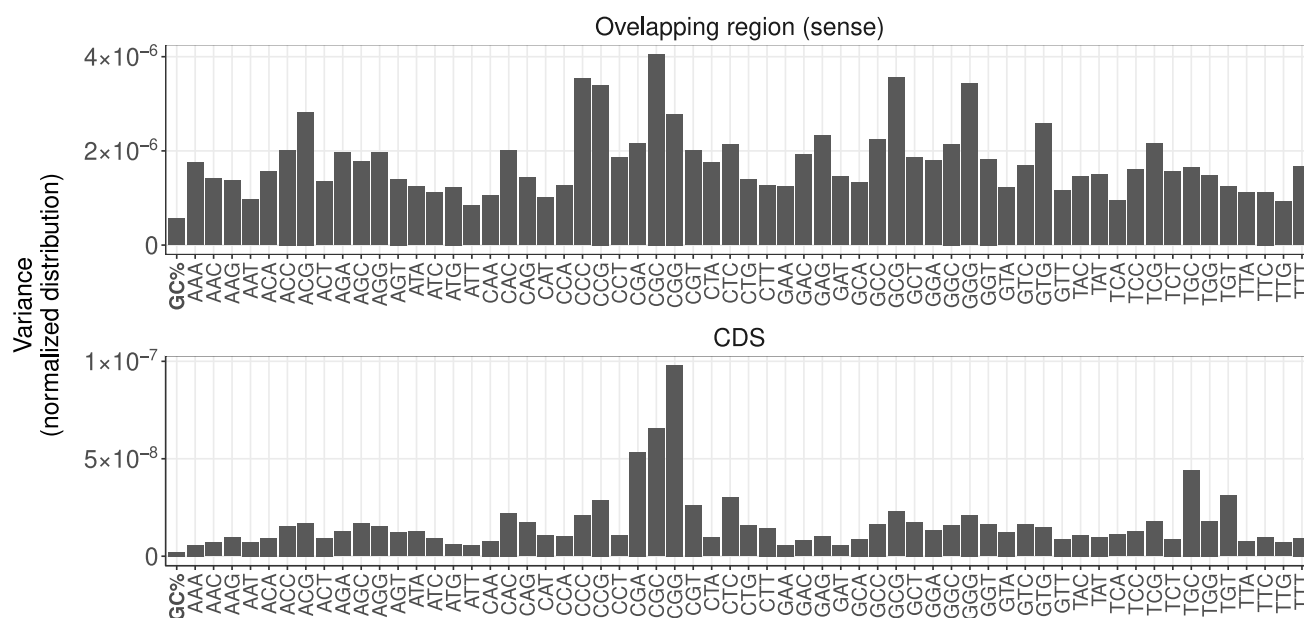 Ovelapping region (sense)
4×10⁻⁶
2×10⁻⁶
0
GC% AAA AAC AAG AAT ACA ACC ACG ACT AGA AGC AGG AGT ATA ATC ATG ATT CAA CAC CAG CAT CCA CCC CCG CCT CGA CGC CGG CGT CTA CTC CTG CTT GAA GAC GAG GAT GCA GCC GCG GCT GGA GGC GGG GGT GTA GTC GTG GTT TAC TAT TCA TCC TCG TCT TGC TGG TGT TTA TTC TTG TTT
Variance
(normalized distribution)
CDS
1×10⁻⁷
5×10⁻⁸
0
GC% AAA AAC AAG AAT ACA ACC ACG ACT AGA AGC AGG AGT ATA ATC ATG ATT CAA CAC CAG CAT CCA CCC CCG CCT CGA CGC CGG CGT CTA CTC CTG CTT GAA GAC GAG GAT GCA GCC GCG GCT GGA GGC GGG GGT GTA GTC GTG GTT TAC TAT TCA TCC TCG TCT TGC TGG TGT TTA TTC TTG TTT